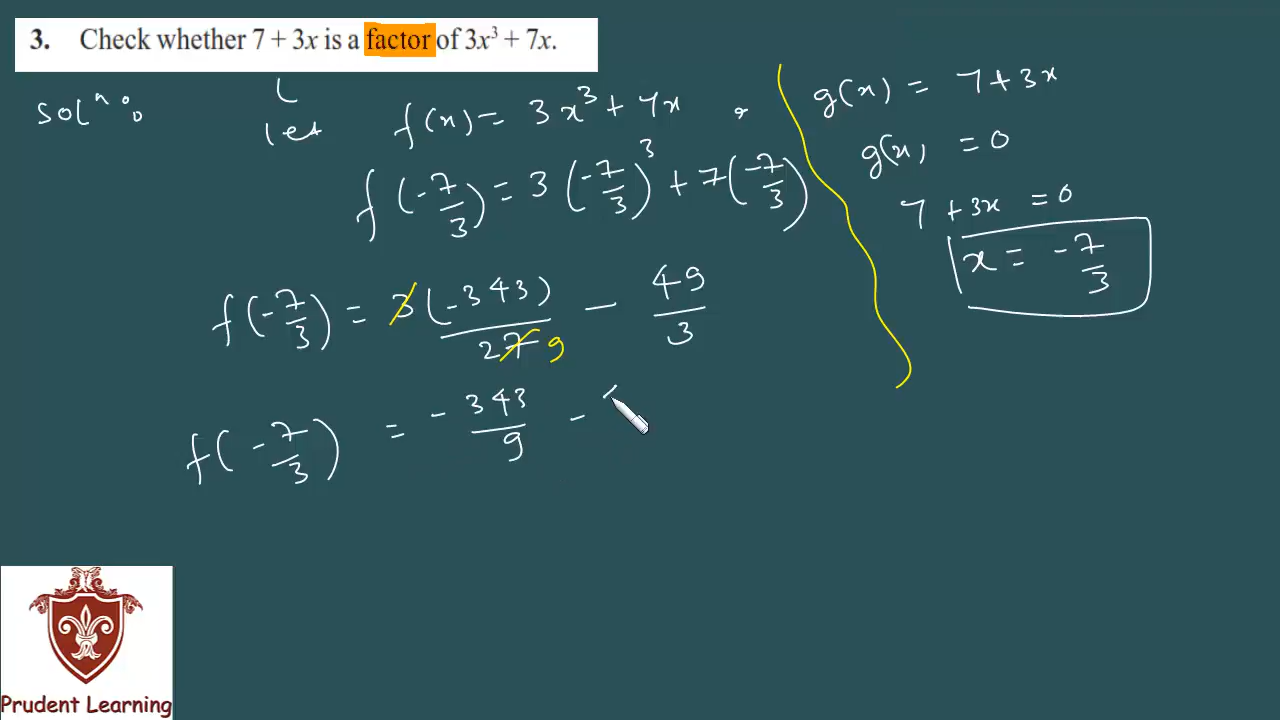 3. Check whether 7 + 3x is a factor of 3x³ + 7x.
Solⁿ:
let f(x) = 3x³ + 7x,
f(-7/3) = 3(-7/3)³ + 7(-7/3)
f(-7/3) = 3(-343)/27 9 - 49/3
f(-7/3) = -343/9 -
g(x) = 7+3x
g(x) = 0
7 + 3x = 0
x = -7/3
Prudent Learning